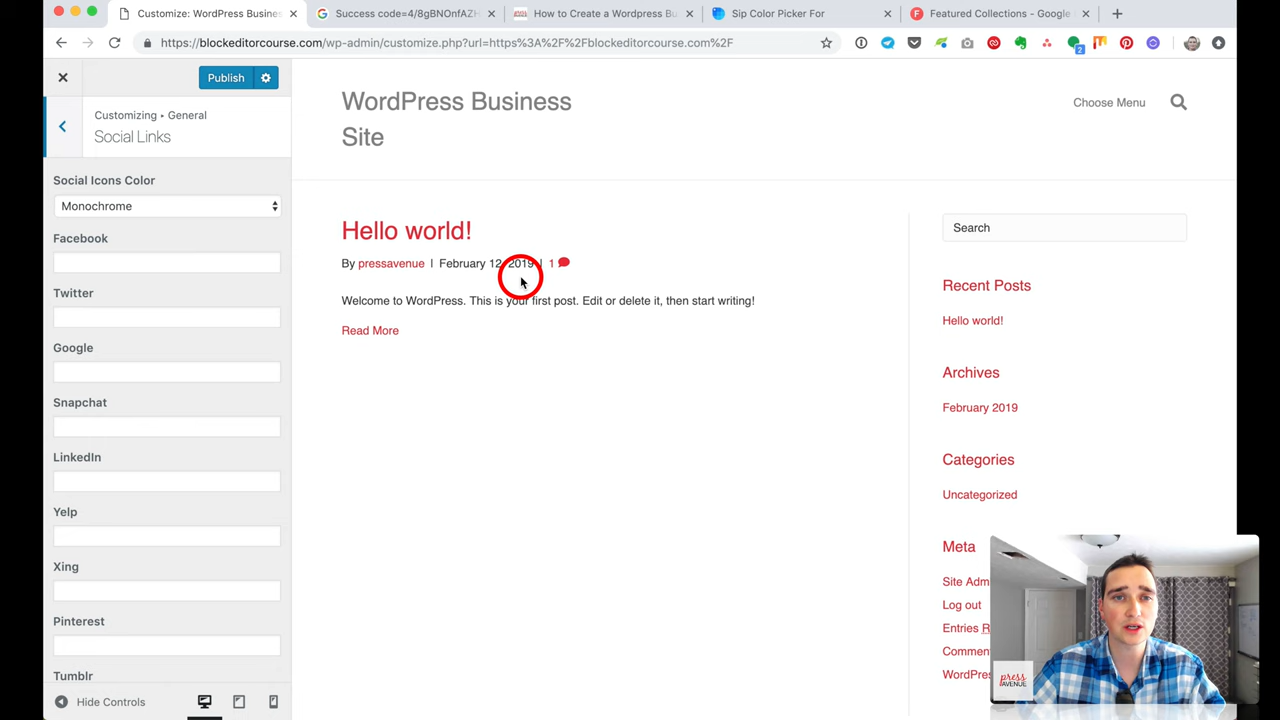 Customize: WordPress Busines
Success code=4/8gBNOnfAZH
How to Create a Wordpress Bu
Sip Color Picker For
Featured Collections - Google
https://blockeditorcourse.com/wp-admin/customize.php?url=https%3A%2F%2Fblockeditorcourse.com%2F
2
Publish
Customizing ▸ General
Social Links
Social Icons Color
Monochrome
Facebook
Twitter
Google
Snapchat
LinkedIn
Yelp
Xing
Pinterest
Tumblr
Hide Controls
WordPress Business
Site
Choose Menu
Hello world!
By pressavenue | February 12, 2019 | 1
Welcome to WordPress. This is your first post. Edit or delete it, then start writing!
Read More
Search
Recent Posts
Hello world!
Archives
February 2019
Categories
Uncategorized
Meta
Site Adm
Log out
Entries R
Commen
WordPres
press
AVENUE